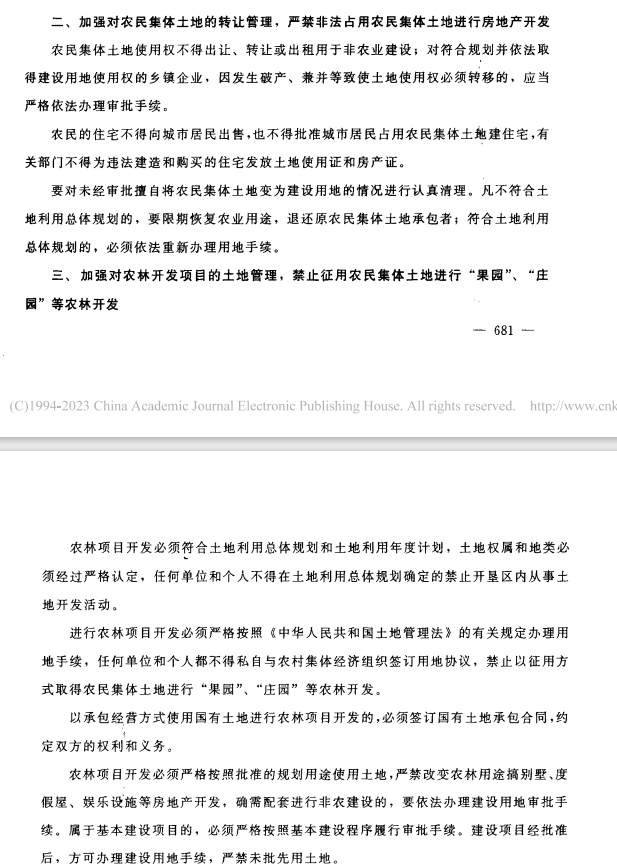 二、加强对农民集体土地的转让管理，严禁非法占用农民集体土地进行房地产开发
农民集体土地使用权不得出让、转让或出租用于非农业建设；对符合规划并依法取
得建设用地使用权的乡镇企业，因发生破产、兼并等致使土地使用权必须转移的，应当
严格依法办理审批手续。
农民的住宅不得向城市居民出售，也不得批准城市居民占用农民集体土地建住宅，有
关部门不得为违法建造和购买的住宅发放土地使用证和房产证。
要对未经审批擅自将农民集体土地变为建设用地的情况进行认真清理。凡不符合土
地利用总体规划的，要限期恢复农业用途，退还原农民集体土地承包者；符合土地利用
总体规划的，必须依法重新办理用地手续。
三、加强对农林开发项目的土地管理，禁止征用农民集体土地进行“果园”、“庄
园”等农林开发
— 681 —
(C)1994-2023 China Academic Journal Electronic Publishing House. All rights reserved. http://www.cnk
农林项目开发必须符合土地利用总体规划和土地利用年度计划，土地权属和地类必
须经过严格认定，任何单位和个人不得在土地利用总体规划确定的禁止开垦区内从事土
地开发活动。
进行农林项目开发必须严格按照《中华人民共和国土地管理法》的有关规定办理用
地手续，任何单位和个人都不得私自与农村集体经济组织签订用地协议，禁止以征用方
式取得农民集体土地进行“果园”、“庄园”等农林开发。
以承包经营方式使用国有土地进行农林项目开发的，必须签订国有土地承包合同，约
定双方的权利和义务。
农林项目开发必须严格按照批准的规划用途使用土地，严禁改变农林用途搞别墅、度
假屋、娱乐设施等房地产开发，确需配套进行非农建设的，要依法办理建设用地审批手
续。属于基本建设项目的，必须严格按照基本建设程序履行审批手续。建设项目经批准
后，方可办理建设用地手续，严禁未批先用土地。